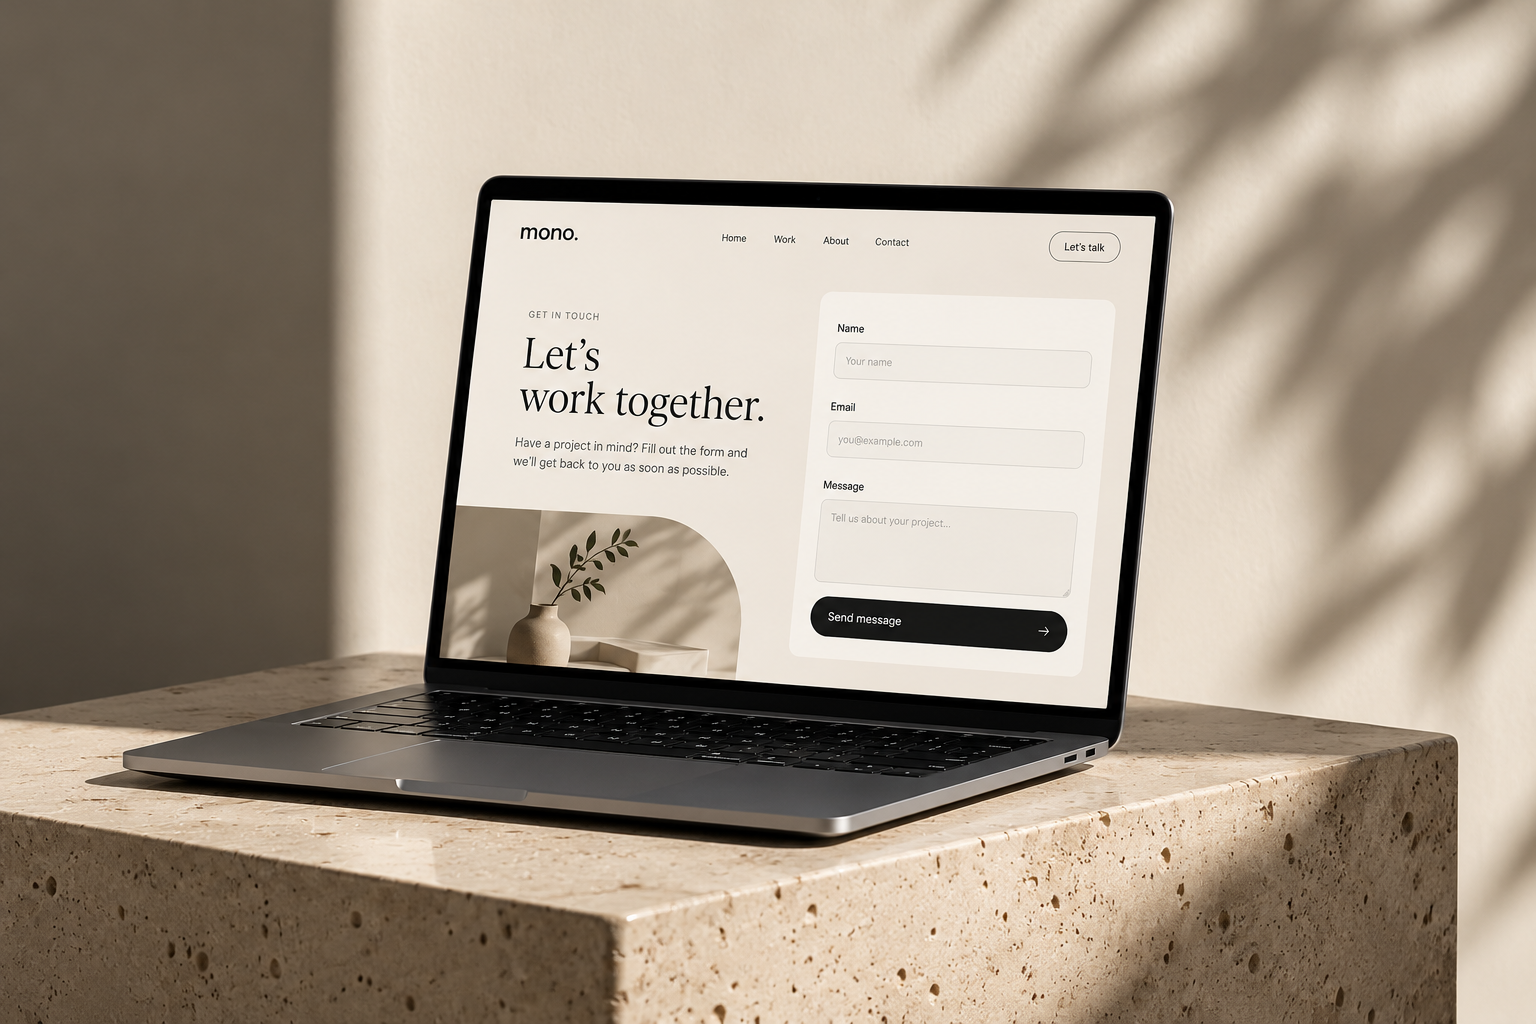 mono.
Home Work About Contact
Let's talk
GET IN TOUCH
Let's
work together.
Have a project in mind? Fill out the form and
we'll get back to you as soon as possible.
Name
Your name
Email
you@example.com
Message
Tell us about your project...
Send message →